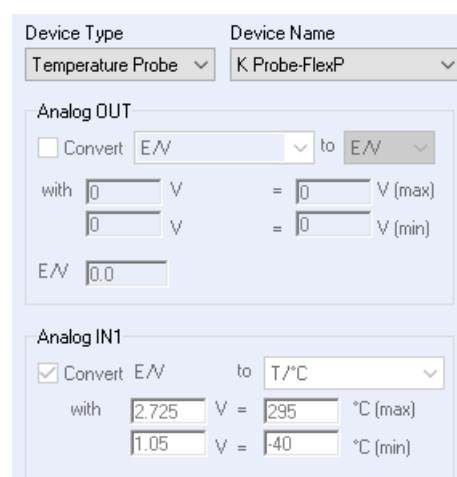 Device Type Device Name
Temperature Probe K Probe-FlexP
Analog OUT
Convert E/V to E/V
with 0 V = 0 V (max)
0 V = 0 V (min)
E/V 0.0
Analog IN1
Convert E/V to T/°C
with 2.725 V = 295 °C (max)
1.05 V = -40 °C (min)